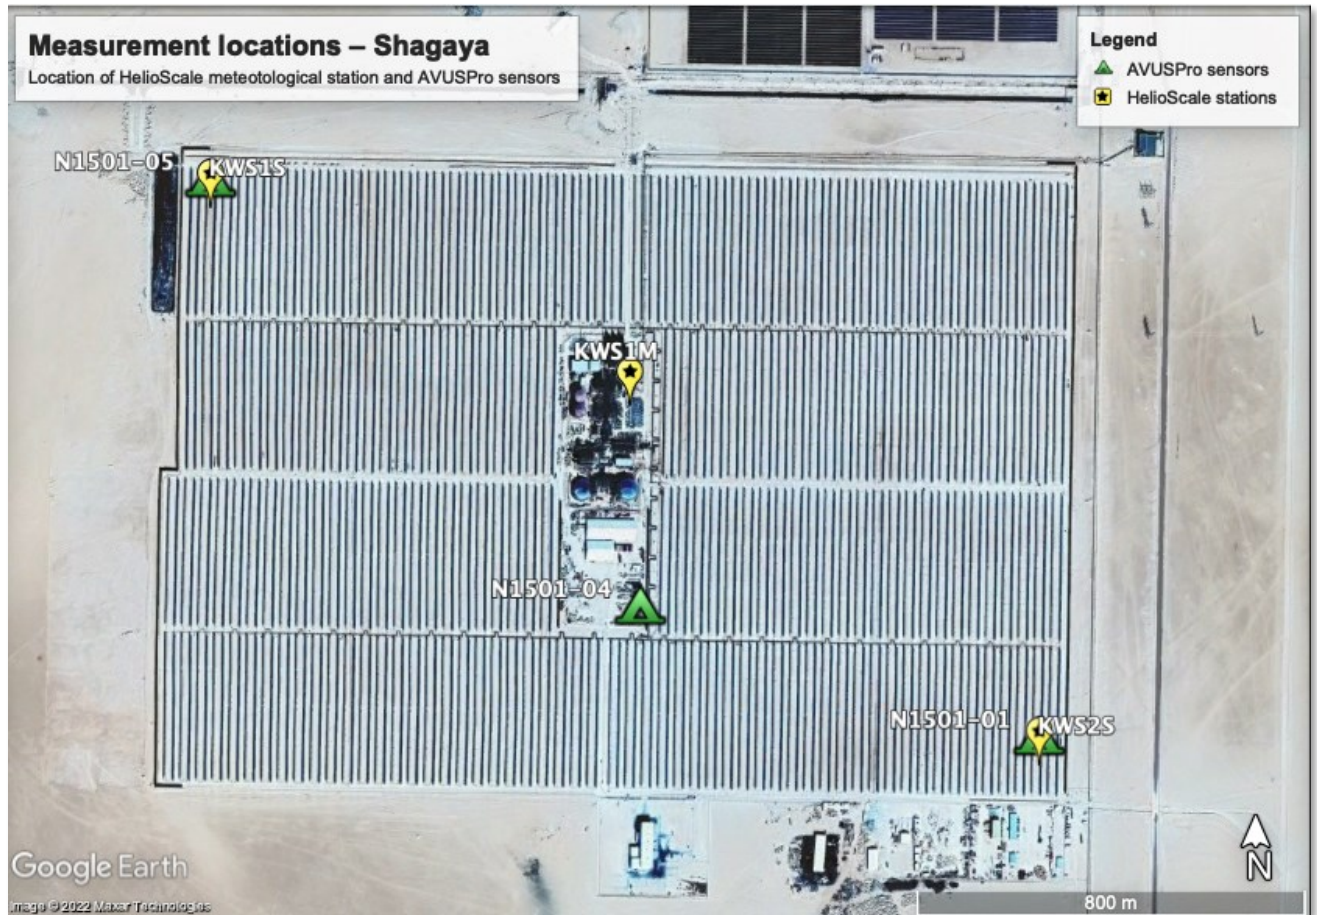 Measurement locations – Shagaya
Location of HelioScale meteotological station and AVUSPro sensors
Legend
AVUSPro sensors
HelioScale stations
N1501-05
KWS1S
KWS1M
N1501-04
N1501-01
KWS2S
Google Earth
Image © 2022 Maxar Technologies
N
800 m